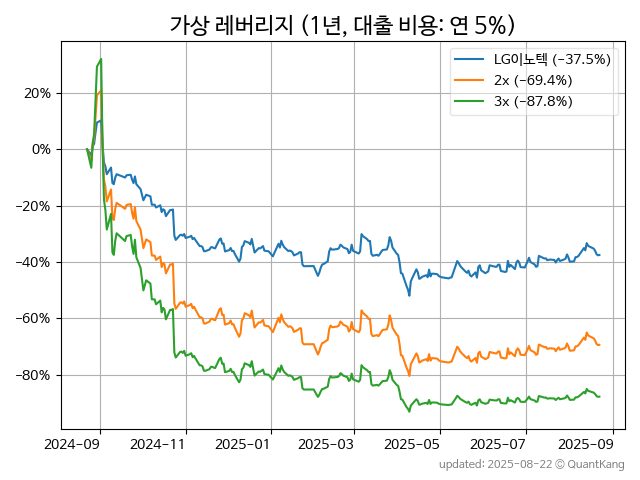 가상 레버리지 (1년, 대출 비용: 연 5%)
LG이노텍 (-37.5%)
2x (-69.4%)
3x (-87.8%)
20%
0%
-20%
-40%
-60%
-80%
2024-09 2024-11 2025-01 2025-03 2025-05 2025-07 2025-09
updated: 2025-08-22 © QuantKang